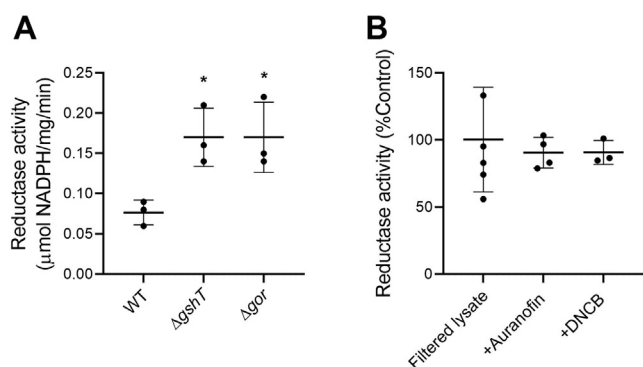 A
Reductase activity
(μmol NADPH/mg/min)
0.25
0.20
0.15
0.10
0.05
0.00
*
*
WT
ΔgshT
Δgor
B
Reductase activity (%Control)
150
100
50
0
Filtered lysate
+Auranofin
+DNCB